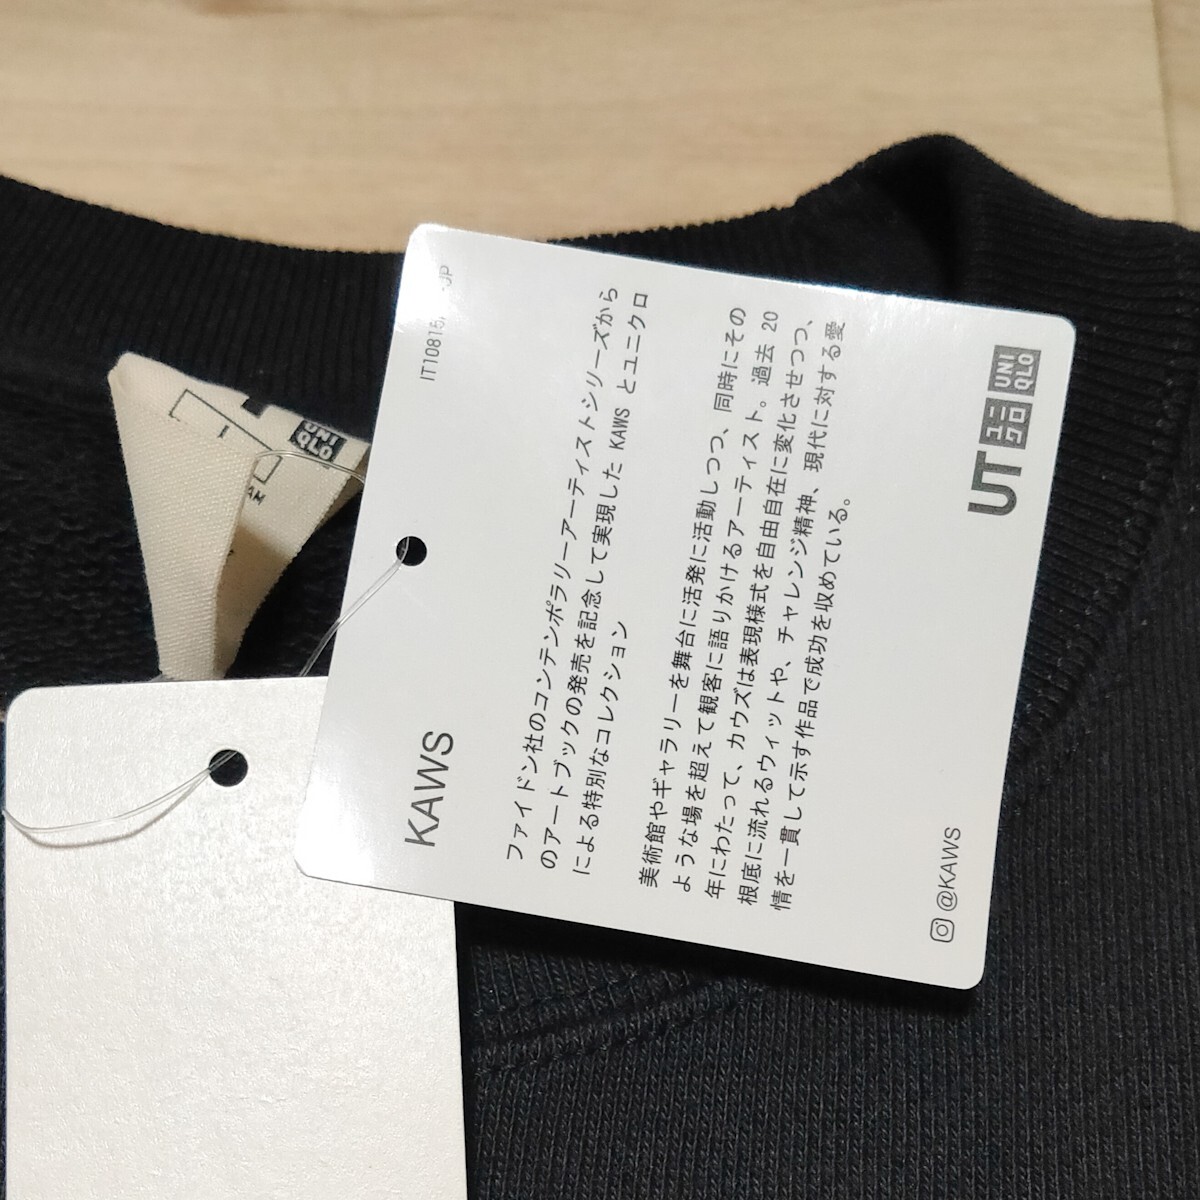 KAWS
ファイドン社のコンテンポラリーアーティストシリーズから
のアートブックの発売を記念して実現した KAWS とユニクロ
による特別なコレクション
美術館やギャラリーを舞台に活発に活動しつつ、同時にその
ような場を超えて観客に語りかけるアーティスト。過去 20
年にわたって、カウズは表現様式を自由自在に変化させつつ、
根底に流れるウィットや、チャレンジ精神、現代に対する愛
情を一貫して示す作品で成功を収めている。
@KAWS
UT ユニクロ UNIQLO
UNIQLO